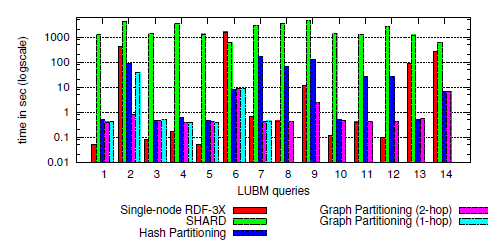 time in sec (logscale)
1000
100
10
1
0.1
0.01
1 2 3 4 5 6 7 8 9 10 11 12 13 14
LUBM queries
Single-node RDF-3X
SHARD
Hash Partitioning
Graph Partitioning (2-hop)
Graph Partitioning (1-hop)